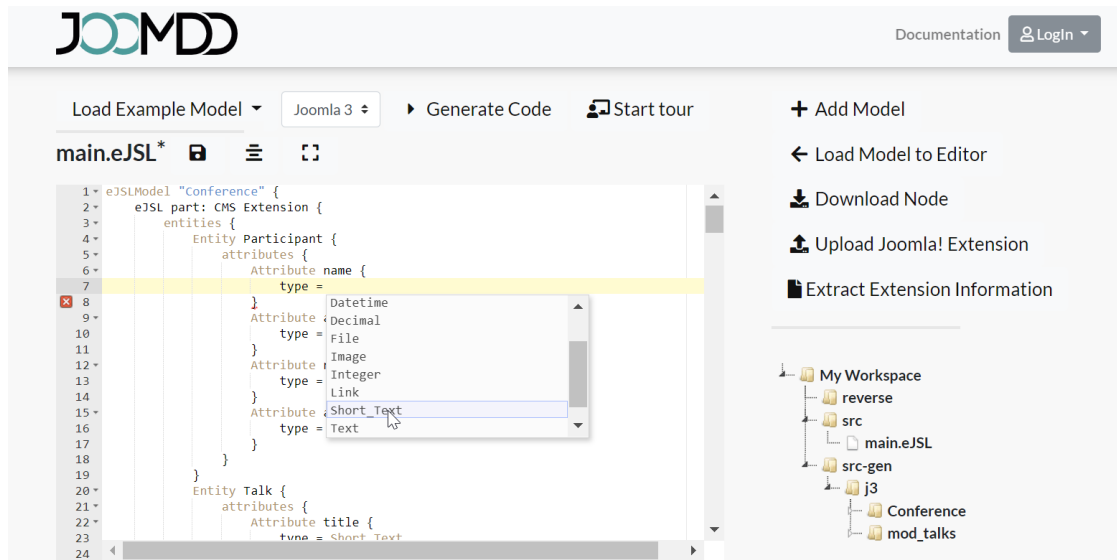 JOOMDD
Documentation LogIn
Load Example Model Joomla 3 Generate Code Start tour
main.eJSL*
1 eJSLModel "Conference" {
2 eJSL part: CMS Extension {
3 entities {
4 Entity Participant {
5 attributes {
6 Attribute name {
7 type =
8 }
9 Attribute
10 type =
11 }
12 Attribute
13 type =
14 }
15 Attribute
16 type =
17 }
18 }
19 }
20 Entity Talk {
21 attributes {
22 Attribute title {
23 type = Short_Text
24
Datetime
Decimal
File
Image
Integer
Link
Short_Text
Text
Add Model
Load Model to Editor
Download Node
Upload Joomla! Extension
Extract Extension Information
My Workspace
reverse
src
main.eJSL
src-gen
j3
Conference
mod_talks